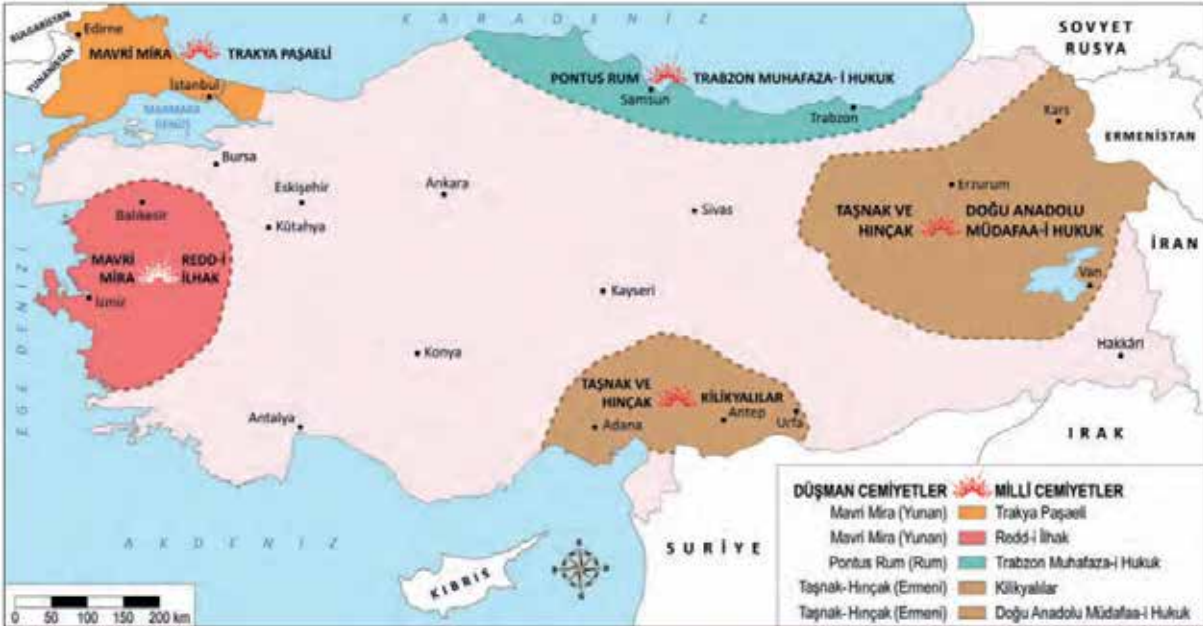 KARADENİZ
BULGARİSTAN
YUNANİSTAN
Edirne
MAVRİ MİRA TRAKYA PAŞAELİ
İstanbul
MARMARA
DENİZİ
SOVYET
RUSYA
PONTUS RUM TRABZON MUHAFAZA- İ HUKUK
Samsun
Trabzon
Kars
ERMENİSTAN
Bursa
Eskişehir
Ankara
Sivas
Erzurum
Balıkesir
Kütahya
TAŞNAK VE
HINÇAK
DOĞU ANADOLU
MÜDAFAA-İ HUKUK
İRAN
Van
EGE DENİZİ
MAVRİ
MİRA
REDD-İ
İLHAK
İzmir
Kayseri
Konya
Hakkâri
TAŞNAK VE
HINÇAK
KİLİKYALILAR
Antalya
Adana
Antep
Urfa
IRAK
AKDENİZ
KIBRIS
SURİYE
DÜŞMAN CEMİYETLER MİLLİ CEMİYETLER
Mavri Mira (Yunan) Trakya Paşaeli
Mavri Mira (Yunan) Redd-i İlhak
Pontus Rum (Rum) Trabzon Muhafaza-i Hukuk
Taşnak-Hınçak (Ermeni) Kilikyalılar
Taşnak-Hınçak (Ermeni) Doğu Anadolu Müdafaa-i Hukuk
0 50 100 150 200 km